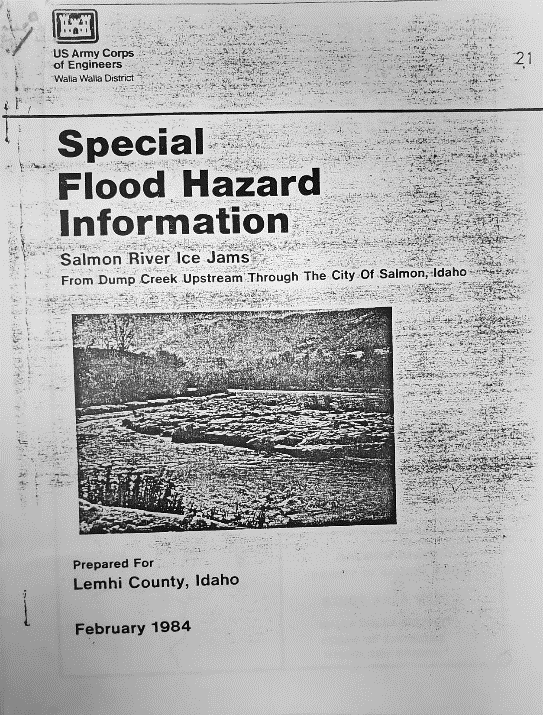 US Army Corps
of Engineers
Walla Walla District
21
Special
Flood Hazard
Information
Salmon River Ice Jams
From Dump Creek Upstream Through The City Of Salmon, Idaho
Prepared For
Lemhi County, Idaho
February 1984